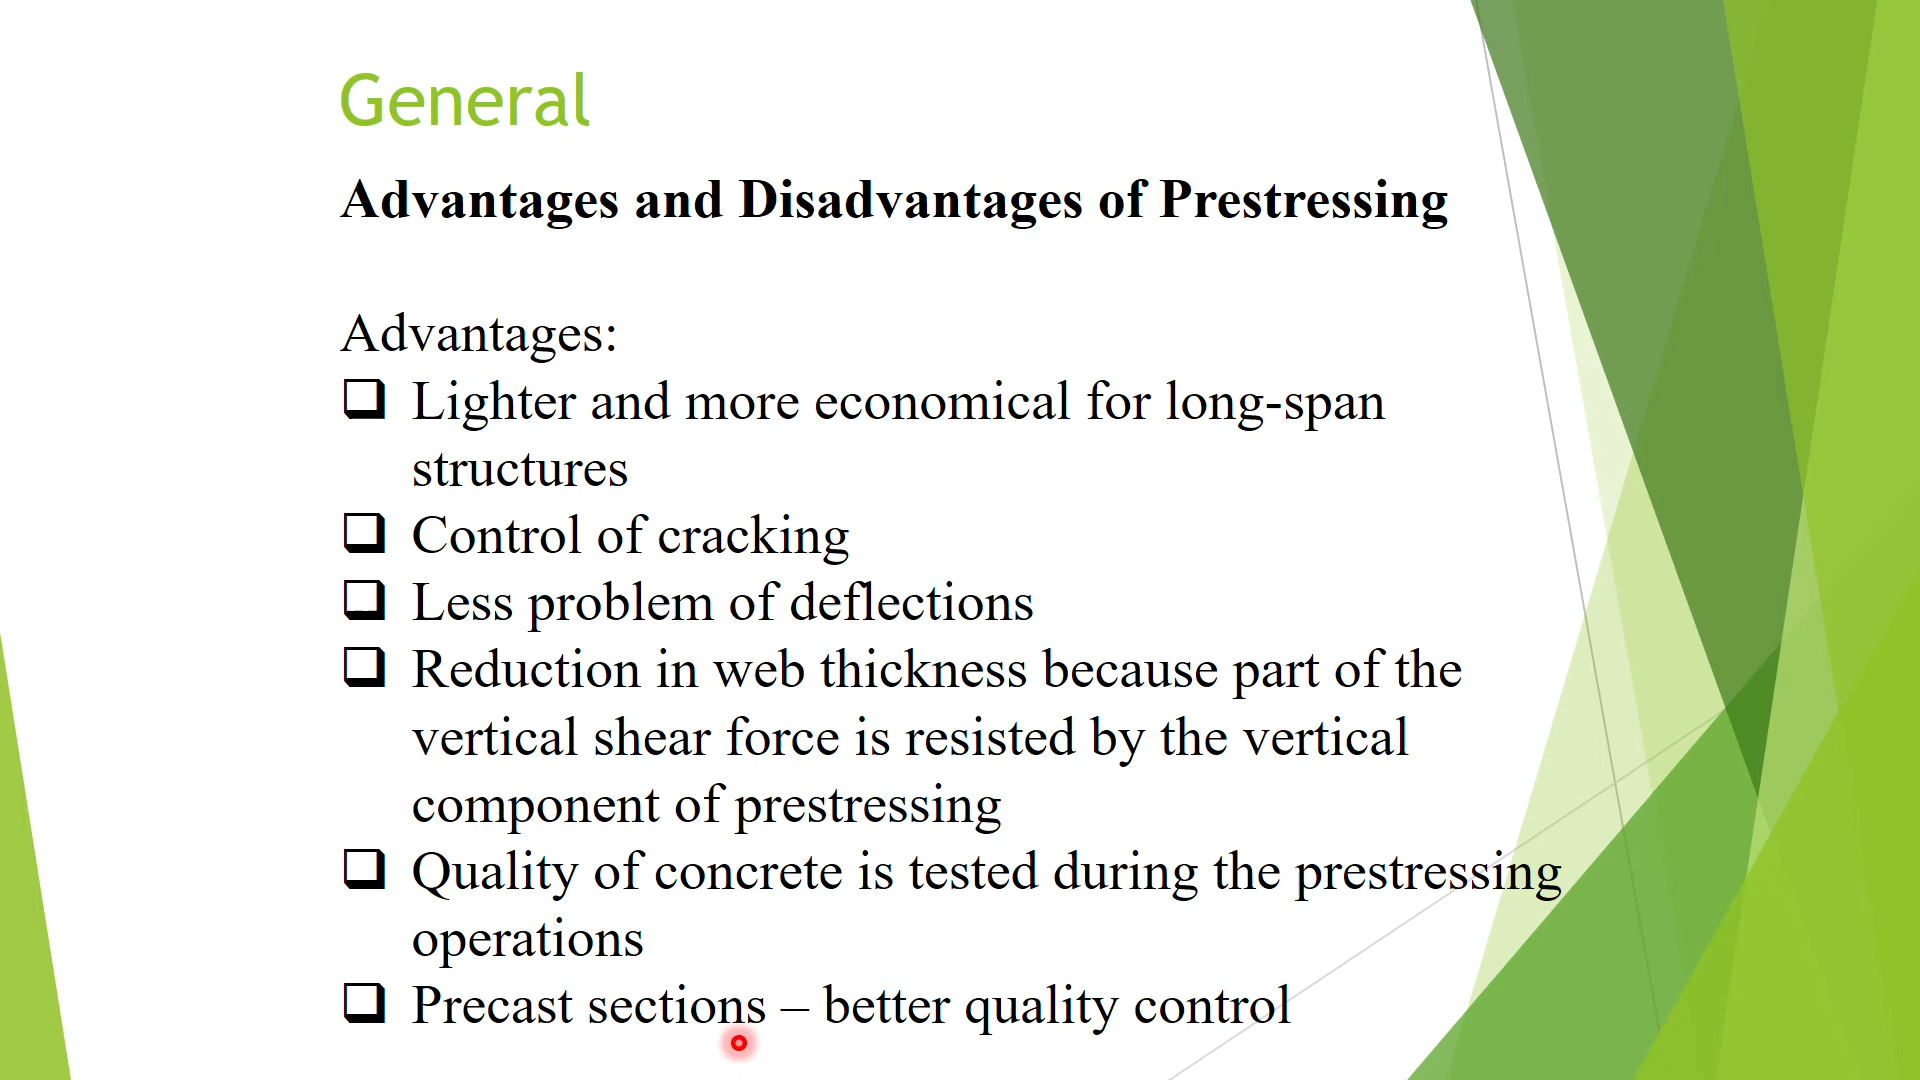 General
Advantages and Disadvantages of Prestressing
Advantages:
❑ Lighter and more economical for long-span
structures
❑ Control of cracking
❑ Less problem of deflections
❑ Reduction in web thickness because part of the
vertical shear force is resisted by the vertical
component of prestressing
❑ Quality of concrete is tested during the prestressing
operations
❑ Precast sections – better quality control